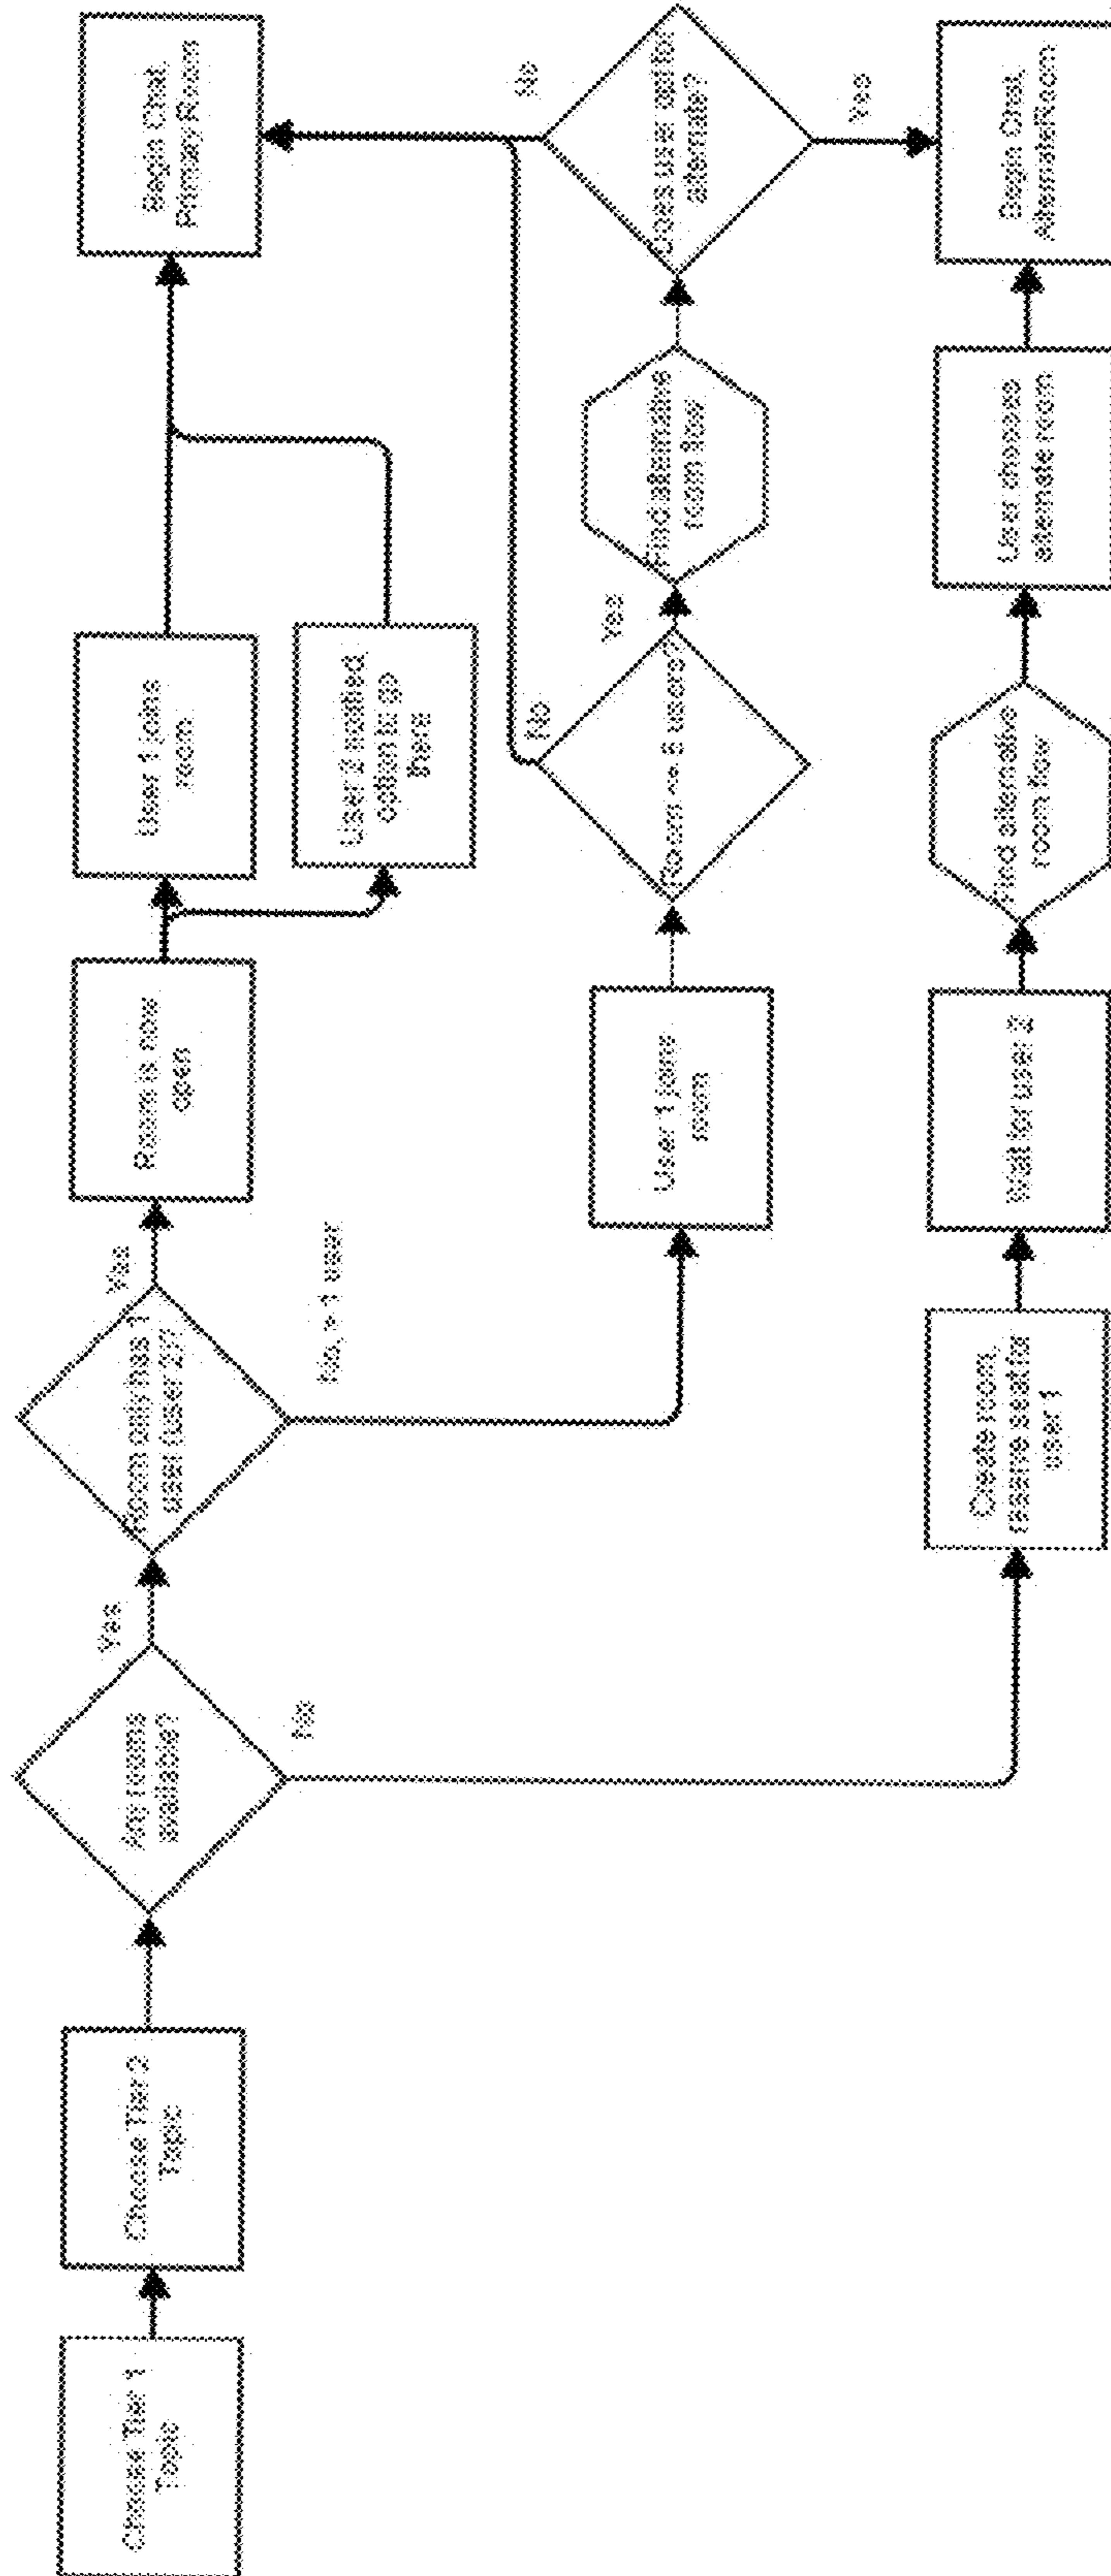 Choose Tier 1
Topic
Choose Tier 2
Topic
Any rooms
available?
Yes
No
Room only has 1
user (user 2)?
Yes
No, > 1 user
Room is now
open
User 1 joins
room
User 2 notified,
option to go
there
Begin Chat,
Primary Room
User 1 joins
room
Room < = users?
No
Yes
Find alternative
room flow
Does user opt for
alternate?
No
Yes
Create room,
reserve seat for
user 1
Wait for user 2
Find alternative
room flow
User chooses
alternate room
Begin Chat,
Alternate Room